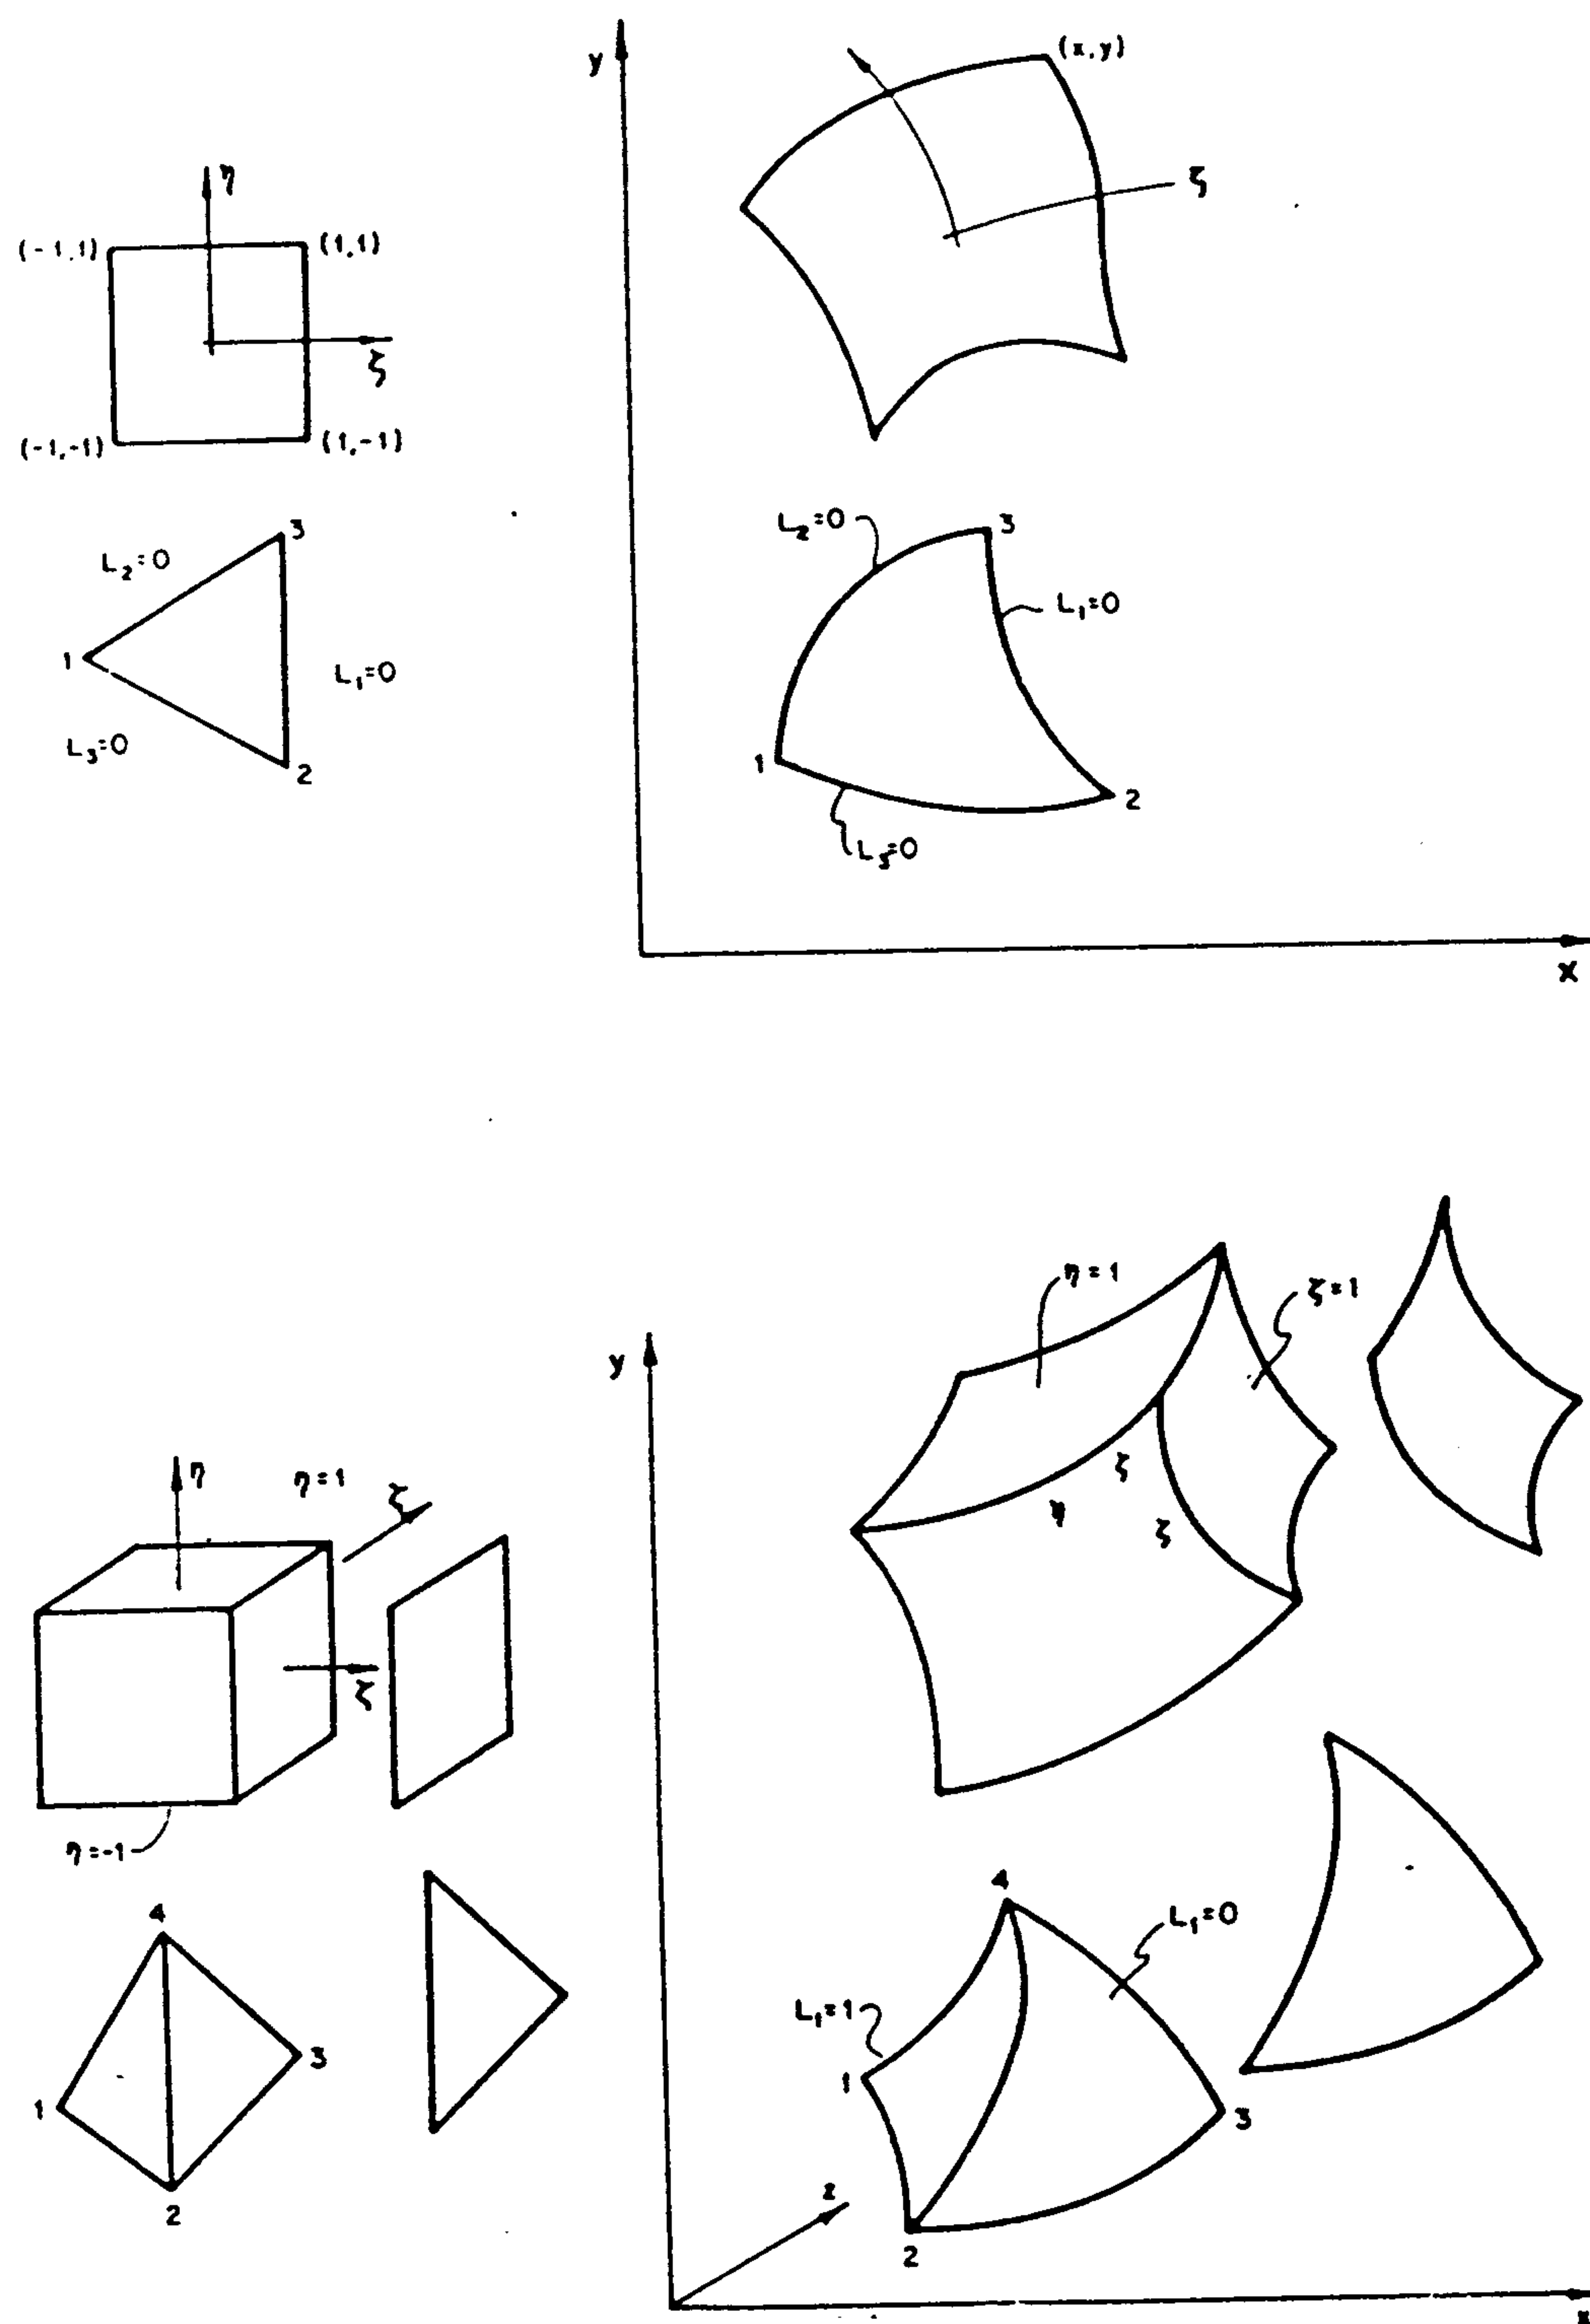 y
(x,y)
ζ
η
(-1,1)
(1,1)
ζ
(-1,-1)
(1,-1)
L₂=0
3
1
L₁=0
L₃=0
2
L₂=0
3
L₁=0
1
2
L₃=0
x
η=1
ζ=1
y
η
η=1
ζ
ζ
η
ζ
ζ
η=-1
4
1
3
2
4
L₁=0
L₁=1
1
3
z
2